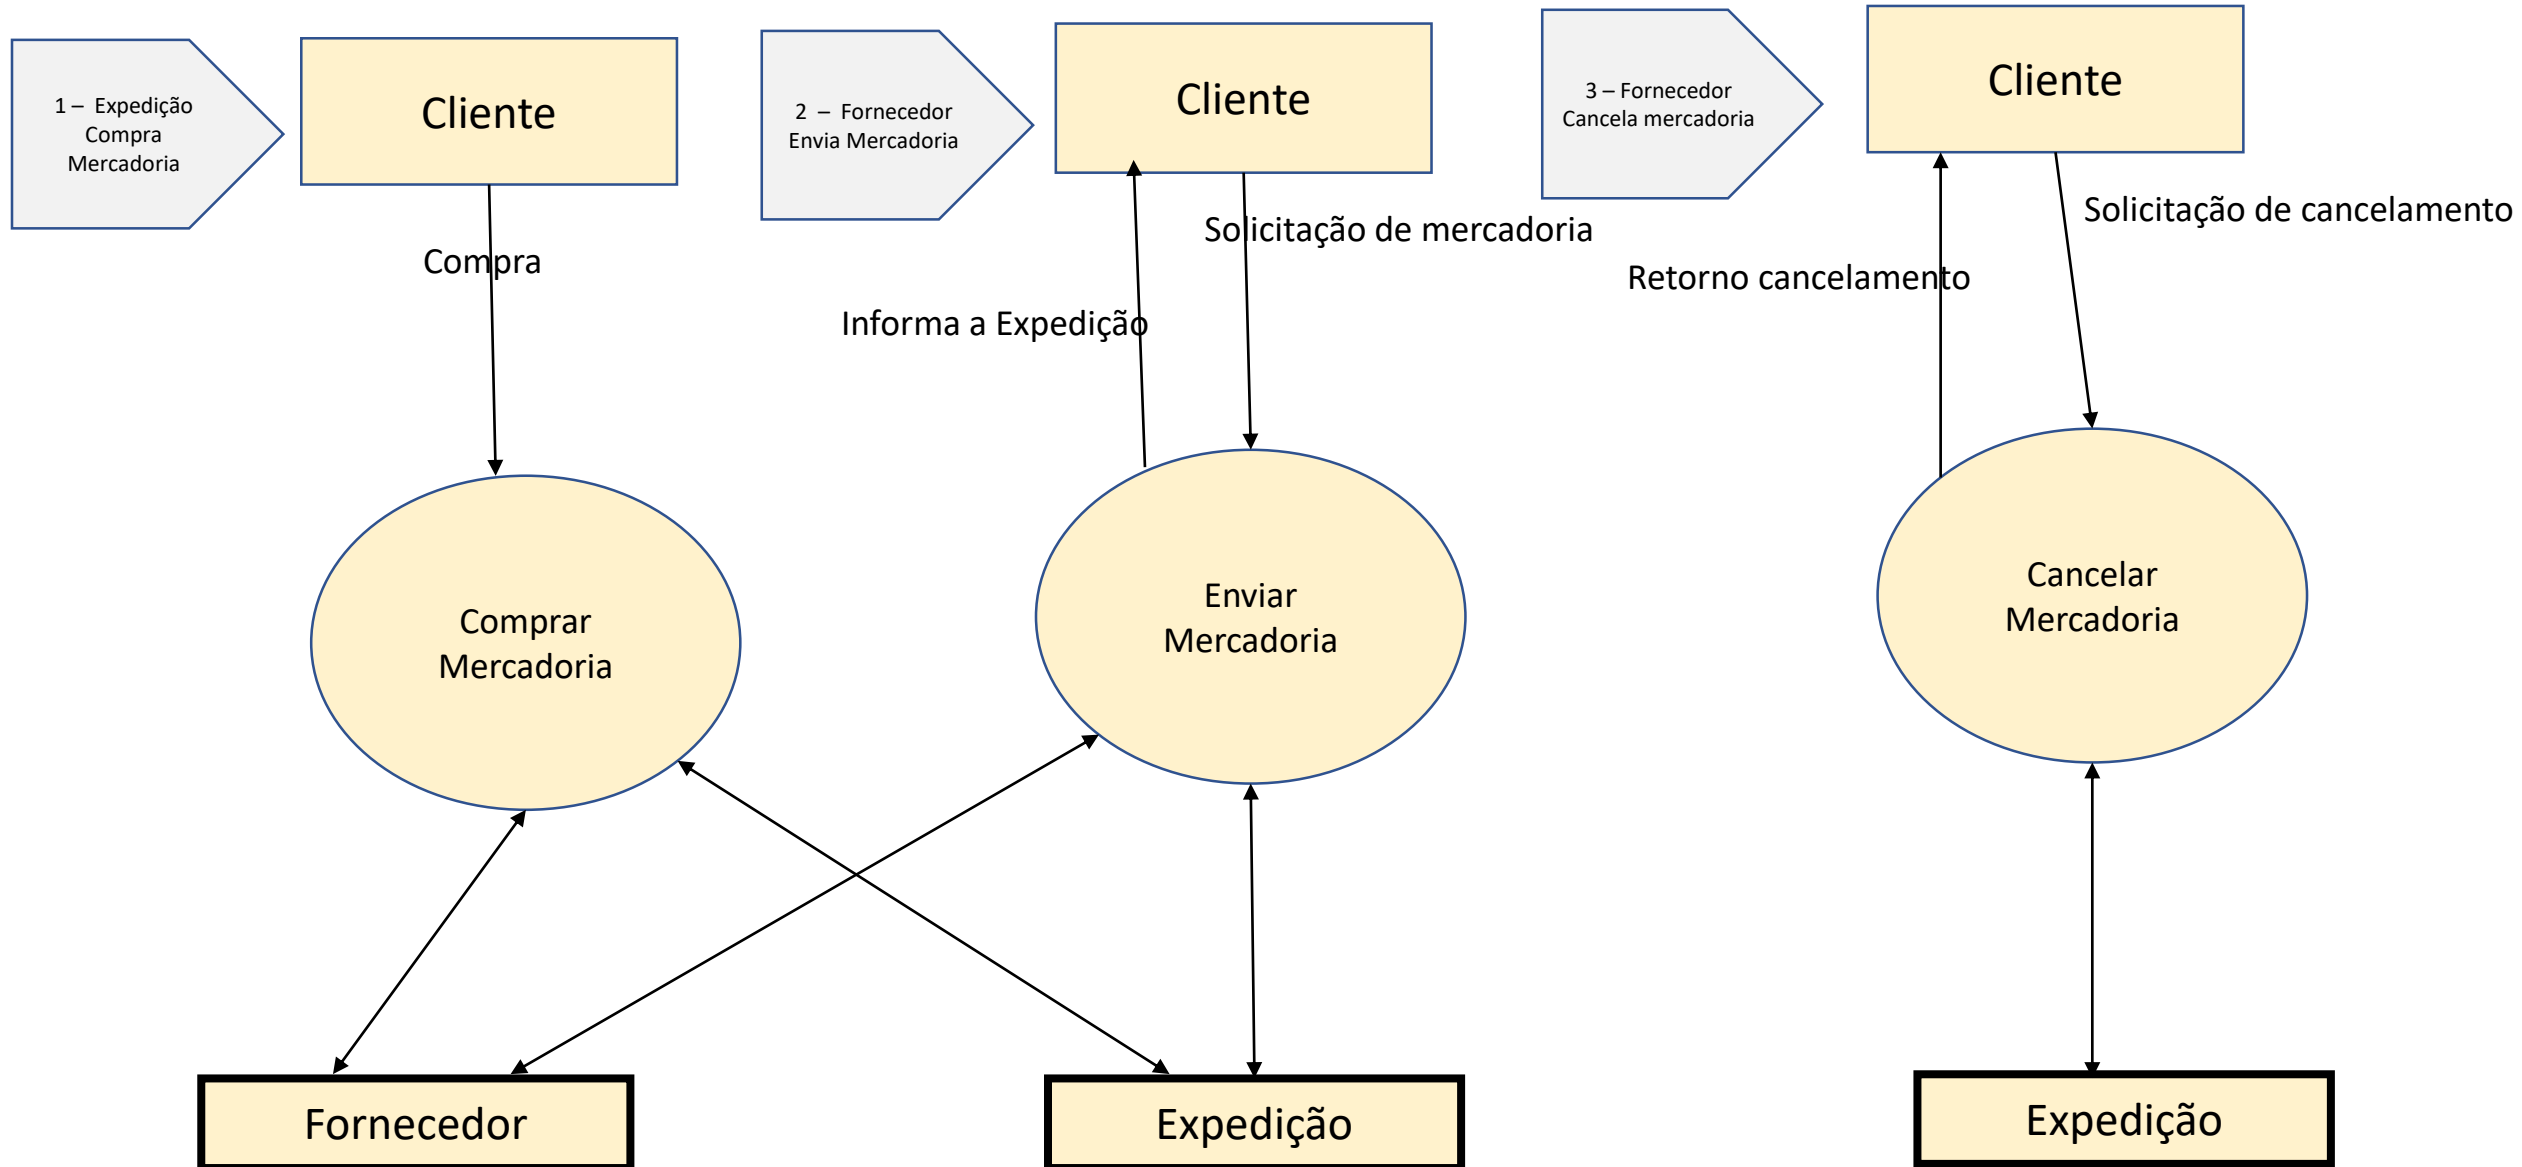 1 – Expedição
Compra
Mercadoria
Cliente
2 – Fornecedor
Envia Mercadoria
Cliente
3 – Fornecedor
Cancela mercadoria
Cliente
Compra
Solicitação de mercadoria
Informa a Expedição
Solicitação de cancelamento
Retorno cancelamento
Comprar
Mercadoria
Enviar
Mercadoria
Cancelar
Mercadoria
Fornecedor
Expedição
Expedição